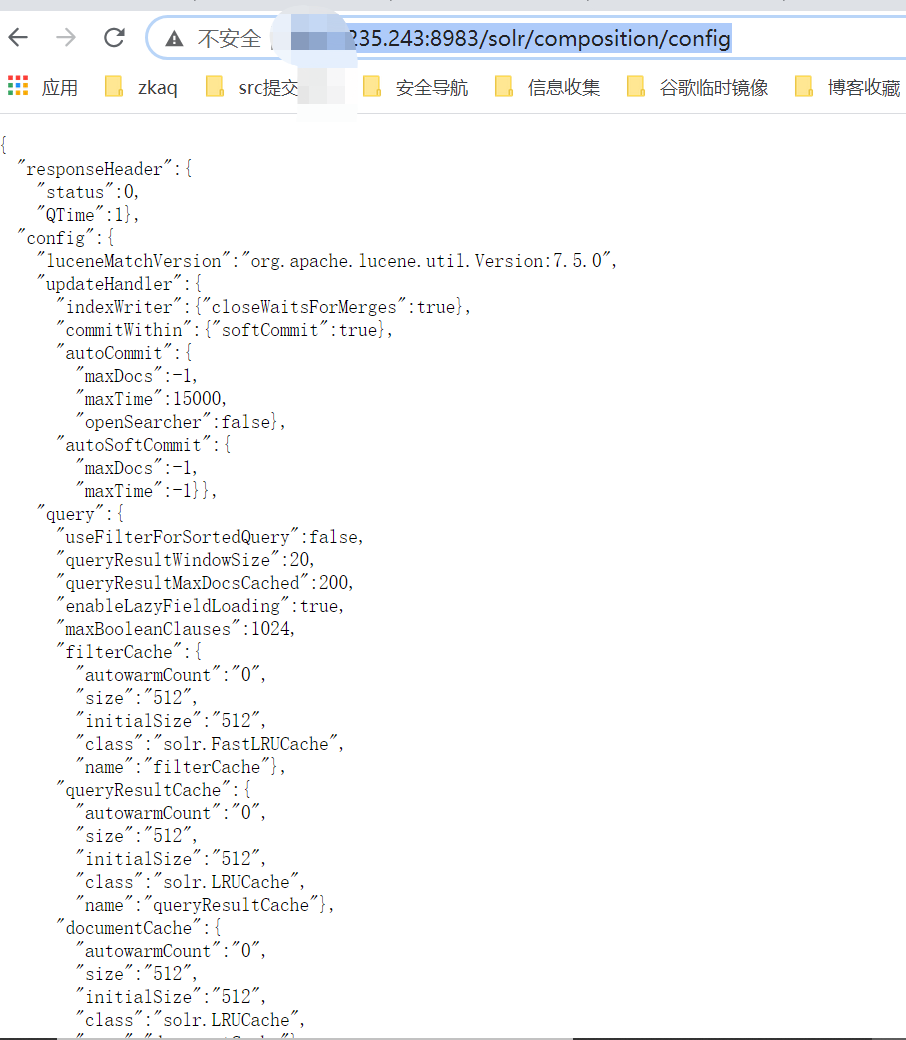 不安全 235.243:8983/solr/composition/config
应用 zkaq src提交 安全导航 信息收集 谷歌临时镜像 博客收藏
{
"responseHeader":{
"status":0,
"QTime":1},
"config":{
"luceneMatchVersion":"org.apache.lucene.util.Version:7.5.0",
"updateHandler":{
"indexWriter":{"closeWaitsForMerges":true},
"commitWithin":{"softCommit":true},
"autoCommit":{
"maxDocs":-1,
"maxTime":15000,
"openSearcher":false},
"autoSoftCommit":{
"maxDocs":-1,
"maxTime":-1}},
"query":{
"useFilterForSortedQuery":false,
"queryResultWindowSize":20,
"queryResultMaxDocsCached":200,
"enableLazyFieldLoading":true,
"maxBooleanClauses":1024,
"filterCache":{
"autowarmCount":"0",
"size":"512",
"initialSize":"512",
"class":"solr.FastLRUCache",
"name":"filterCache"},
"queryResultCache":{
"autowarmCount":"0",
"size":"512",
"initialSize":"512",
"class":"solr.LRUCache",
"name":"queryResultCache"},
"documentCache":{
"autowarmCount":"0",
"size":"512",
"initialSize":"512",
"class":"solr.LRUCache",